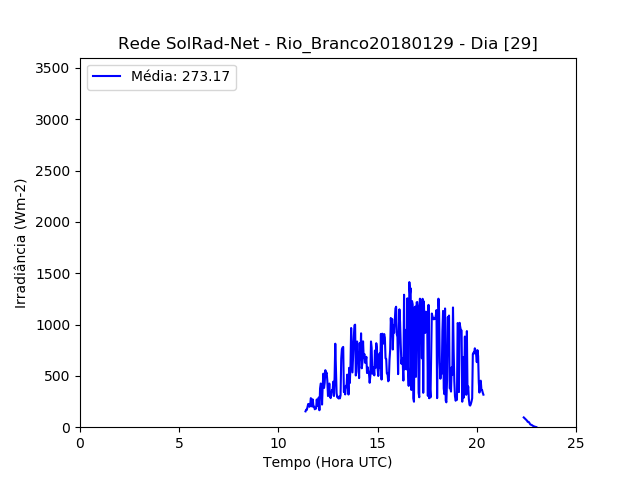 Rede SolRad-Net - Rio_Branco20180129 - Dia [29]
Média: 273.17
Irradiância (Wm-2)
3500
3000
2500
2000
1500
1000
500
0
0 5 10 15 20 25
Tempo (Hora UTC)